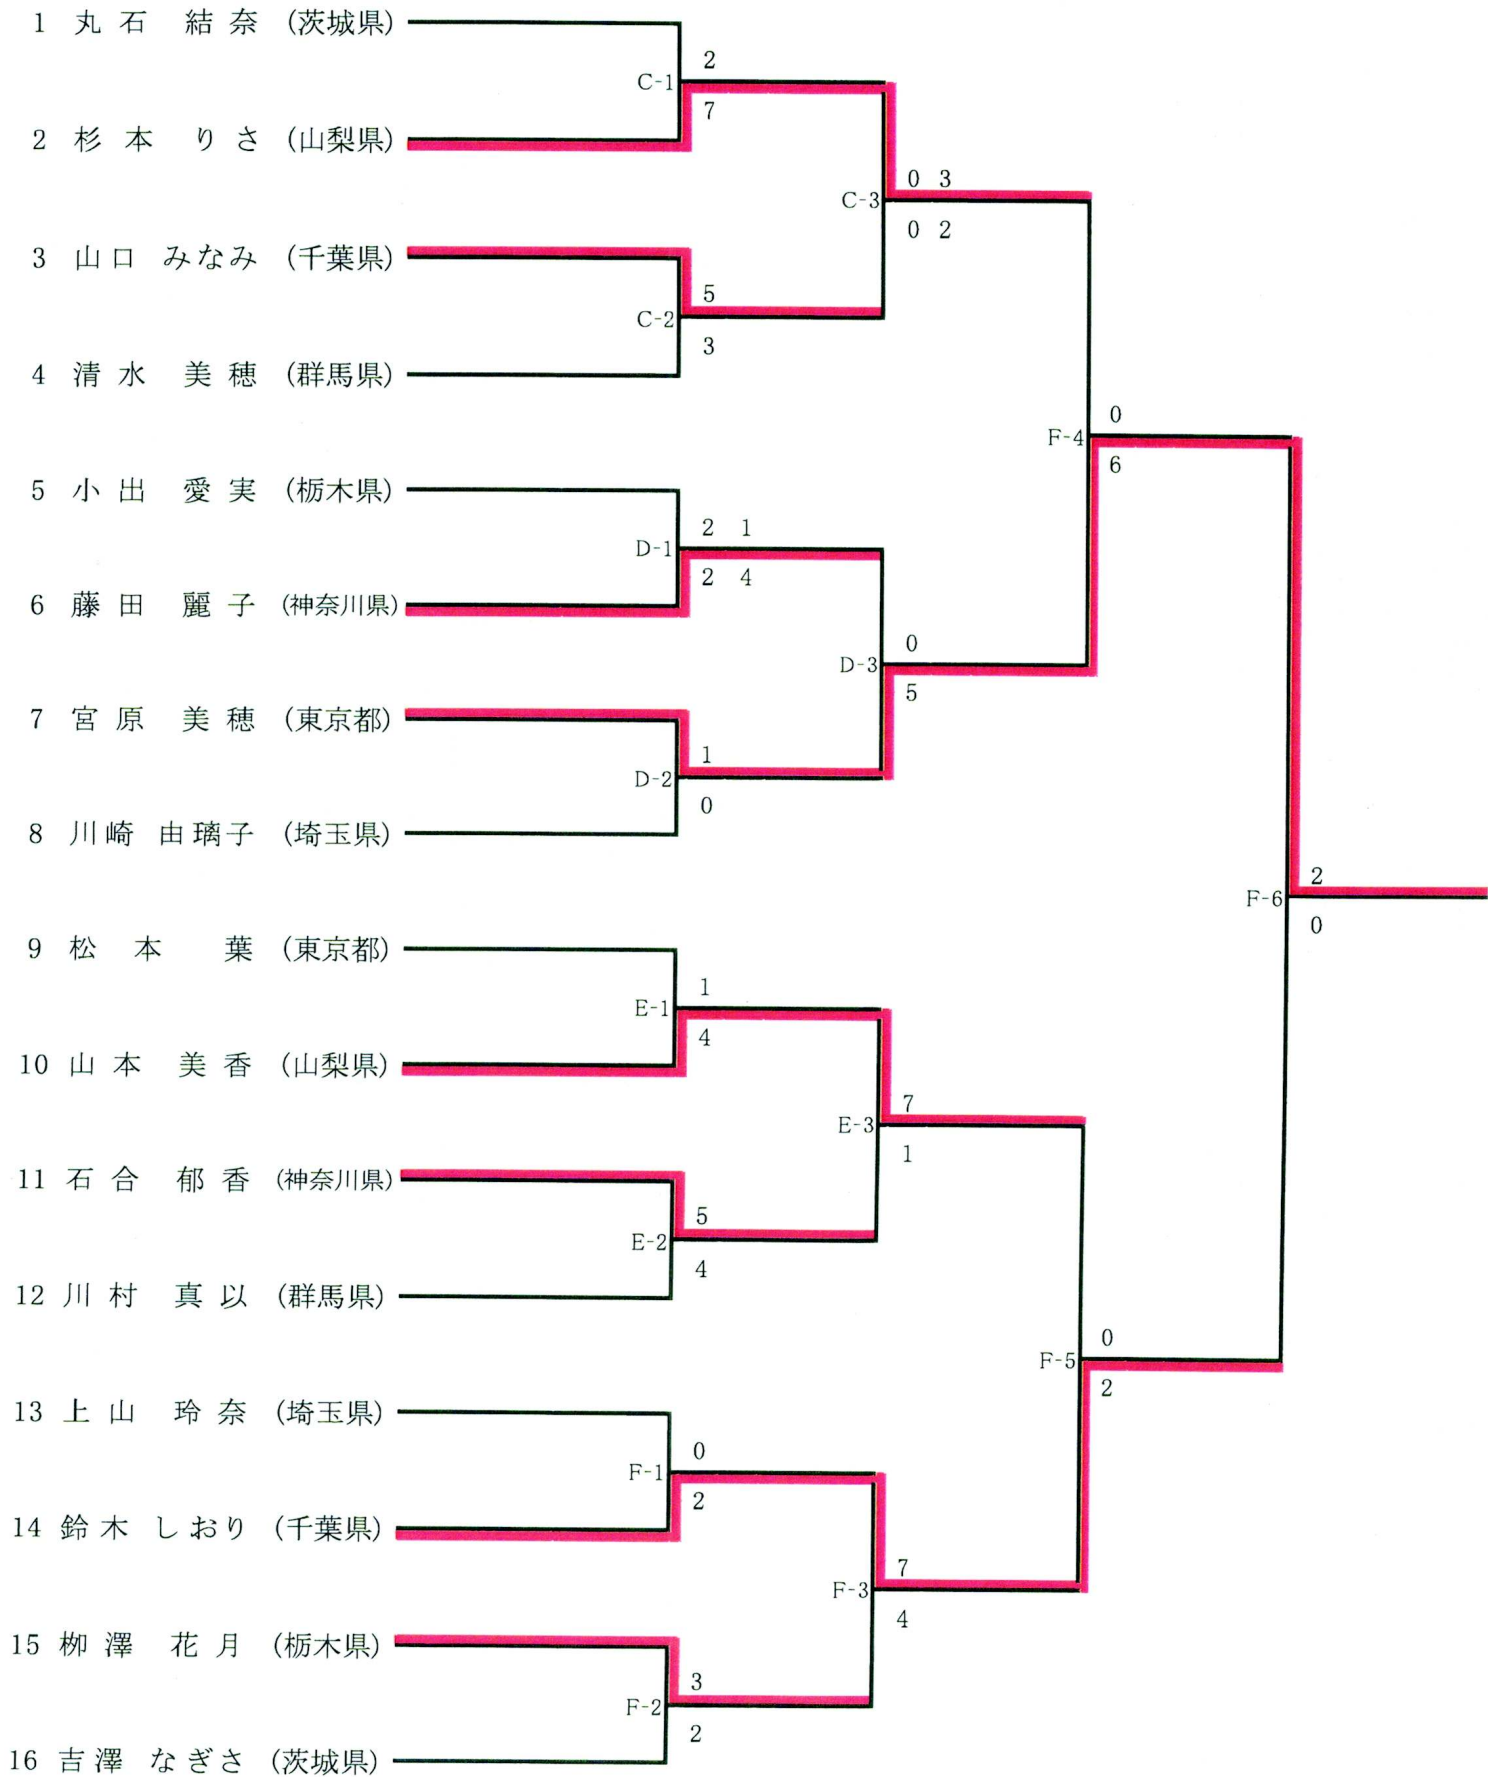 1 丸石 結奈 (茨城県)
2
C-1
7
2 杉本 りさ (山梨県)
0 3
C-3
0 2
3 山口 みなみ (千葉県)
5
C-2
3
4 清水 美穂 (群馬県)
0
F-4
6
5 小出 愛実 (栃木県)
2 1
D-1
2 4
6 藤田 麗子 (神奈川県)
0
D-3
5
7 宮原 美穂 (東京都)
1
D-2
0
8 川崎 由璃子 (埼玉県)
2
F-6
0
9 松本 葉 (東京都)
1
E-1
4
10 山本 美香 (山梨県)
7
E-3
1
11 石合 郁香 (神奈川県)
5
E-2
4
12 川村 真以 (群馬県)
0
F-5
2
13 上山 玲奈 (埼玉県)
0
F-1
2
14 鈴木 しおり (千葉県)
7
F-3
4
15 栁澤 花月 (栃木県)
3
F-2
2
16 吉澤 なぎさ (茨城県)